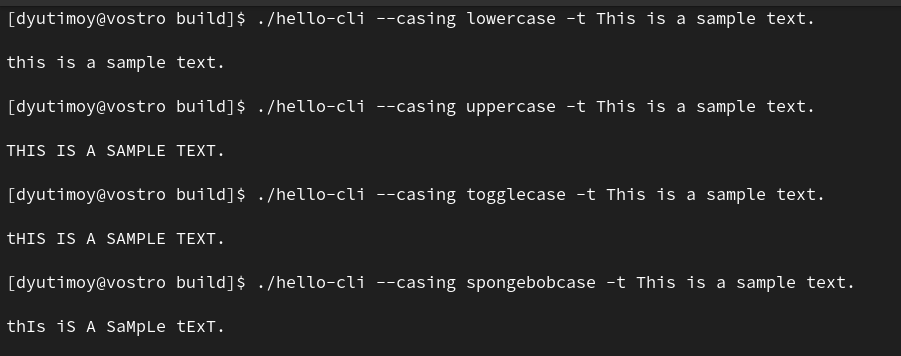 [dyutimoy@vostro build]$ ./hello-cli --casing lowercase -t This is a sample text.
this is a sample text.
[dyutimoy@vostro build]$ ./hello-cli --casing uppercase -t This is a sample text.
THIS IS A SAMPLE TEXT.
[dyutimoy@vostro build]$ ./hello-cli --casing togglecase -t This is a sample text.
tHIS IS A SAMPLE TEXT.
[dyutimoy@vostro build]$ ./hello-cli --casing spongebobcase -t This is a sample text.
thIs iS A SaMpLe tExT.